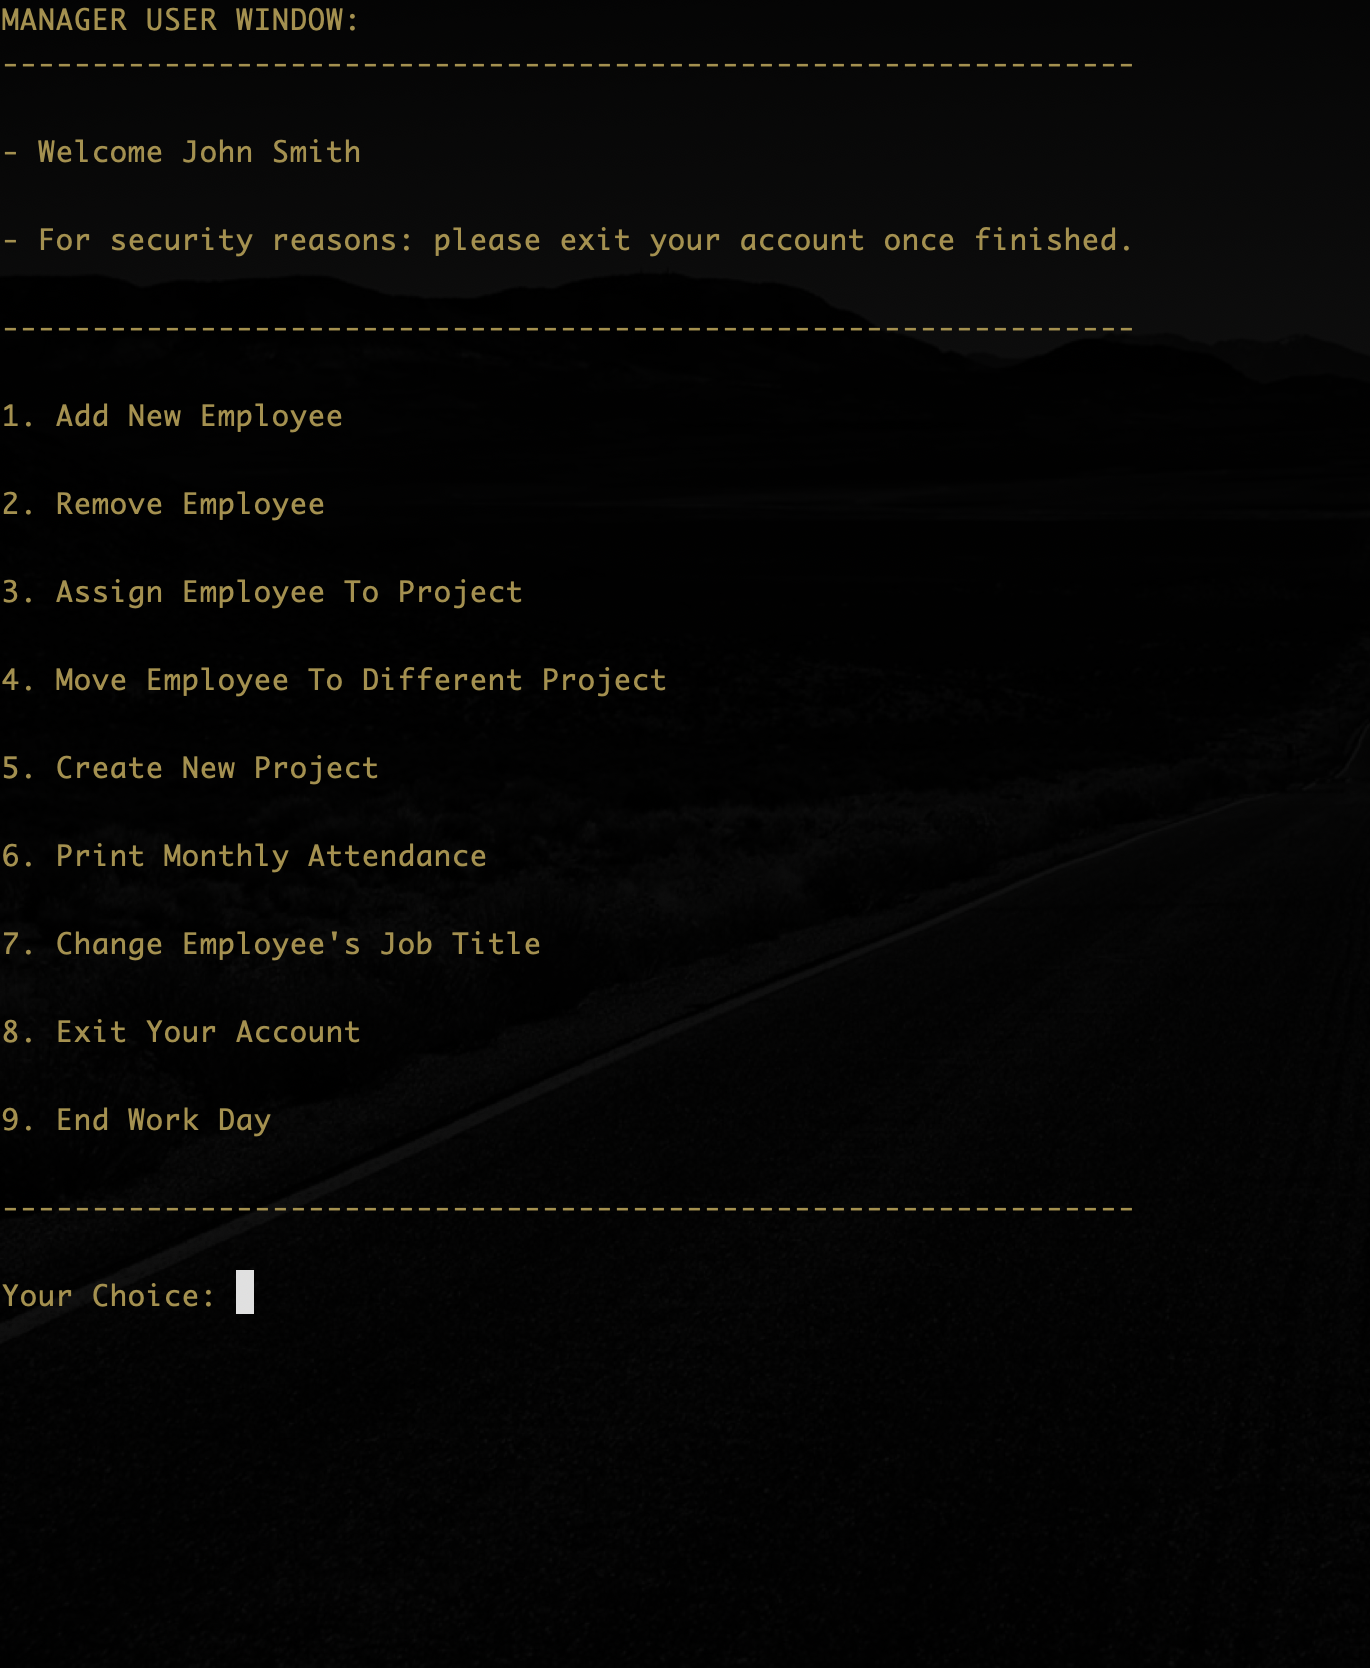 MANAGER USER WINDOW:
---------------------------------------------------------------
- Welcome John Smith
- For security reasons: please exit your account once finished.
---------------------------------------------------------------
1. Add New Employee
2. Remove Employee
3. Assign Employee To Project
4. Move Employee To Different Project
5. Create New Project
6. Print Monthly Attendance
7. Change Employee's Job Title
8. Exit Your Account
9. End Work Day
---------------------------------------------------------------
Your Choice: